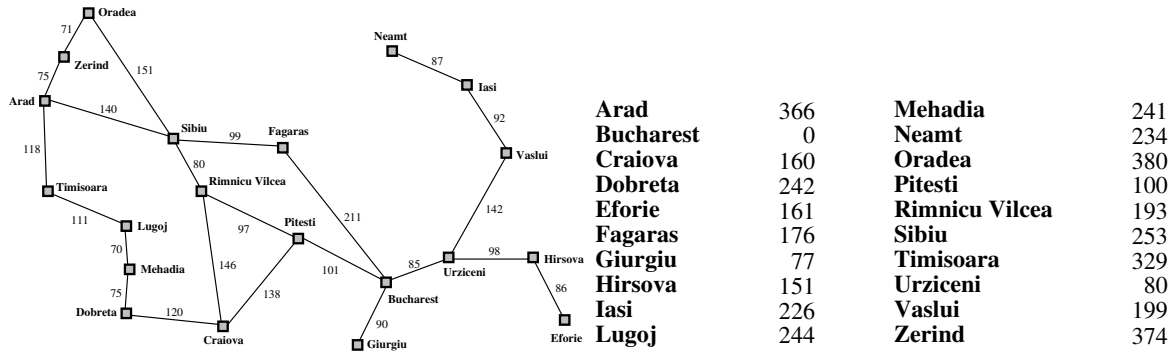 Oradea
71
Neamt
Zerind
87
151
75
Iasi
Arad
140
92
Sibiu
Fagaras
99
118
Vaslui
80
Timisoara
Rimnicu Vilcea
142
111
Lugoj
Pitesti
211
97
70
98
Hirsova
85
Mehadia
146
101
Urziceni
86
75
138
Bucharest
120
Dobreta
90
Craiova
Eforie
Giurgiu
Arad 366 Mehadia 241
Bucharest 0 Neamt 234
Craiova 160 Oradea 380
Dobreta 242 Pitesti 100
Eforie 161 Rimnicu Vilcea 193
Fagaras 176 Sibiu 253
Giurgiu 77 Timisoara 329
Hirsova 151 Urziceni 80
Iasi 226 Vaslui 199
Lugoj 244 Zerind 374